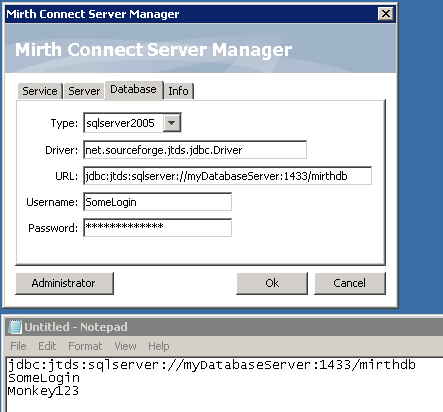 Mirth Connect Server Manager
Mirth Connect Server Manager
Service Server Database Info
Type: sqlserver2005
Driver: net.sourceforge.jtds.jdbc.Driver
URL: jdbc:jtds:sqlserver://myDatabaseServer:1433/mirthdb
Username: SomeLogin
Password: *************
Administrator Ok Cancel
Untitled - Notepad
File Edit Format View Help
jdbc:jtds:sqlserver://myDatabaseServer:1433/mirthdb
SomeLogin
Monkey123